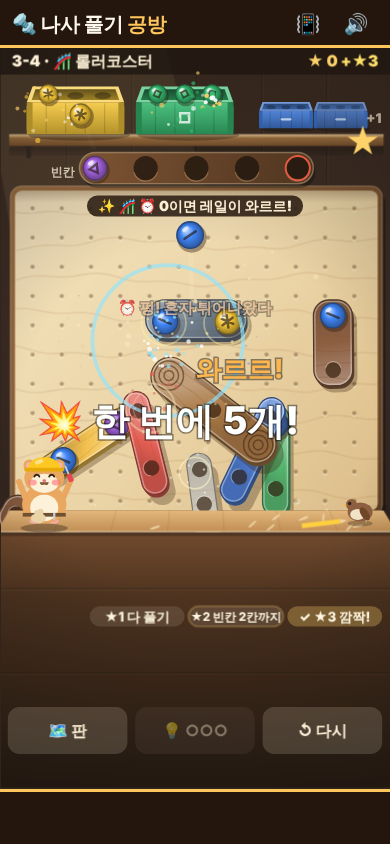 나사 풀기 공방
3-4 · 롤러코스터
★ 0 +★3
+1
빈칸
0이면 레일이 와르르!
펑! 혼자 튀어나왔다
와르르!
한 번에 5개!
★1 다 풀기
★2 빈칸 2칸까지
✓ ★3 깜짝!
판
다시